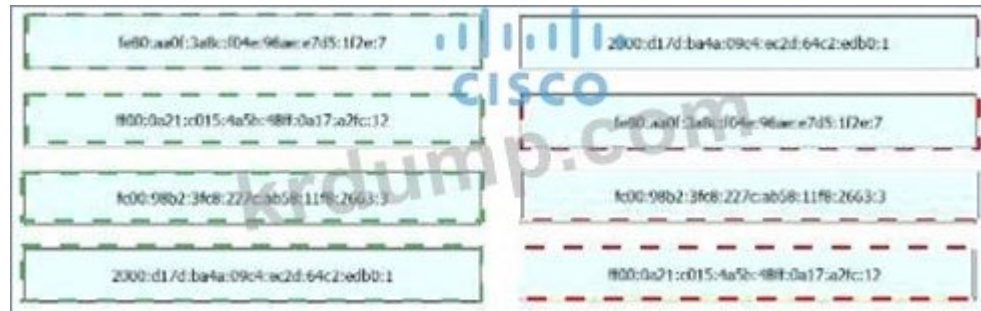 fe80:aa0f:3a8c:f04e:96ae:e7d5:1f2e:7
ff00:0a21:c015:4a5b:48ff:0a17:a2fc:12
fc00:98b2:3fc8:227c:ab58:11f8:2663:3
2000:d17d:ba4a:09c4:ec2d:64c2:edb0:1
CISCO
krdump.com
2000:d17d:ba4a:09c4:ec2d:64c2:edb0:1
fe80:aa0f:3a8c:f04e:96ae:e7d5:1f2e:7
fc00:98b2:3fc8:227c:ab58:11f8:2663:3
ff00:0a21:c015:4a5b:48ff:0a17:a2fc:12